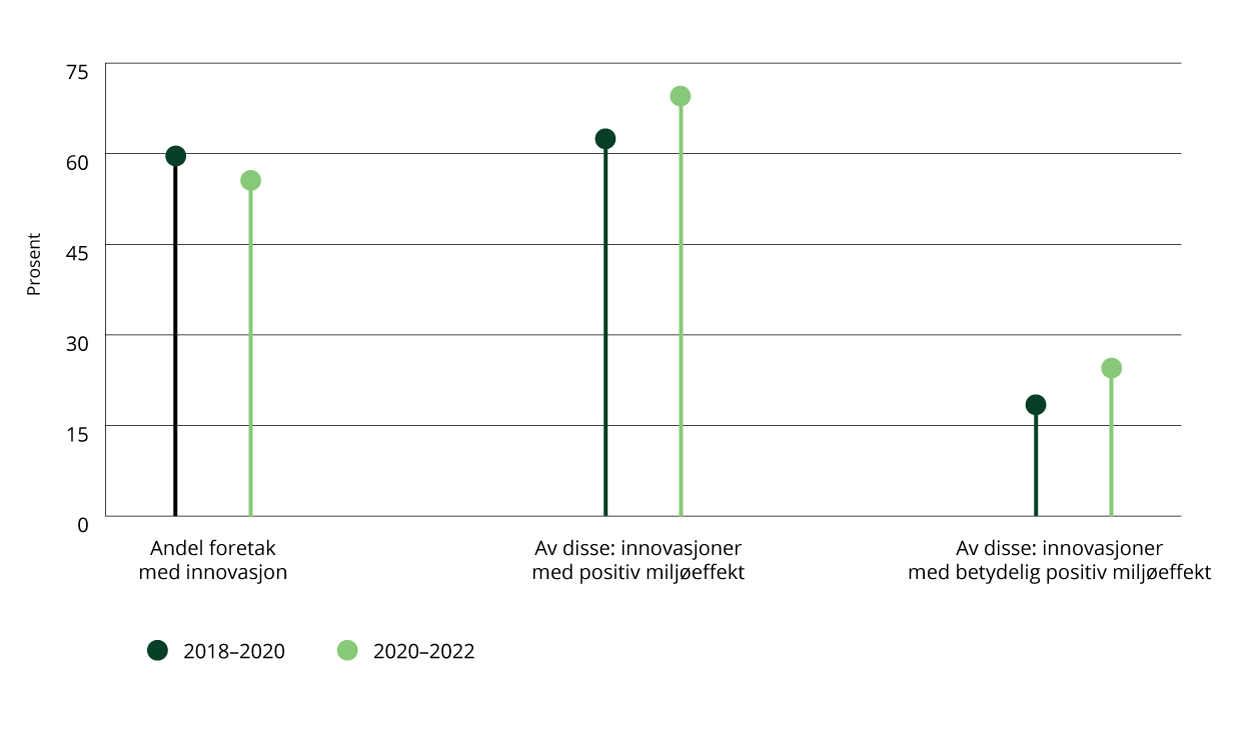 75
60
45
30
15
0
Prosent
Andel foretak
med innovasjon
Av disse: innovasjoner
med positiv miljøeffekt
Av disse: innovasjoner
med betydelig positiv miljøeffekt
2018–2020
2020–2022